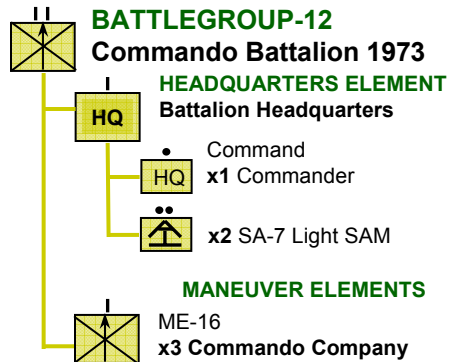 BATTLEGROUP-12
Commando Battalion 1973
HEADQUARTERS ELEMENT
HQ
Battalion Headquarters
Command
HQ
x1 Commander
x2 SA-7 Light SAM
MANEUVER ELEMENTS
ME-16
x3 Commando Company